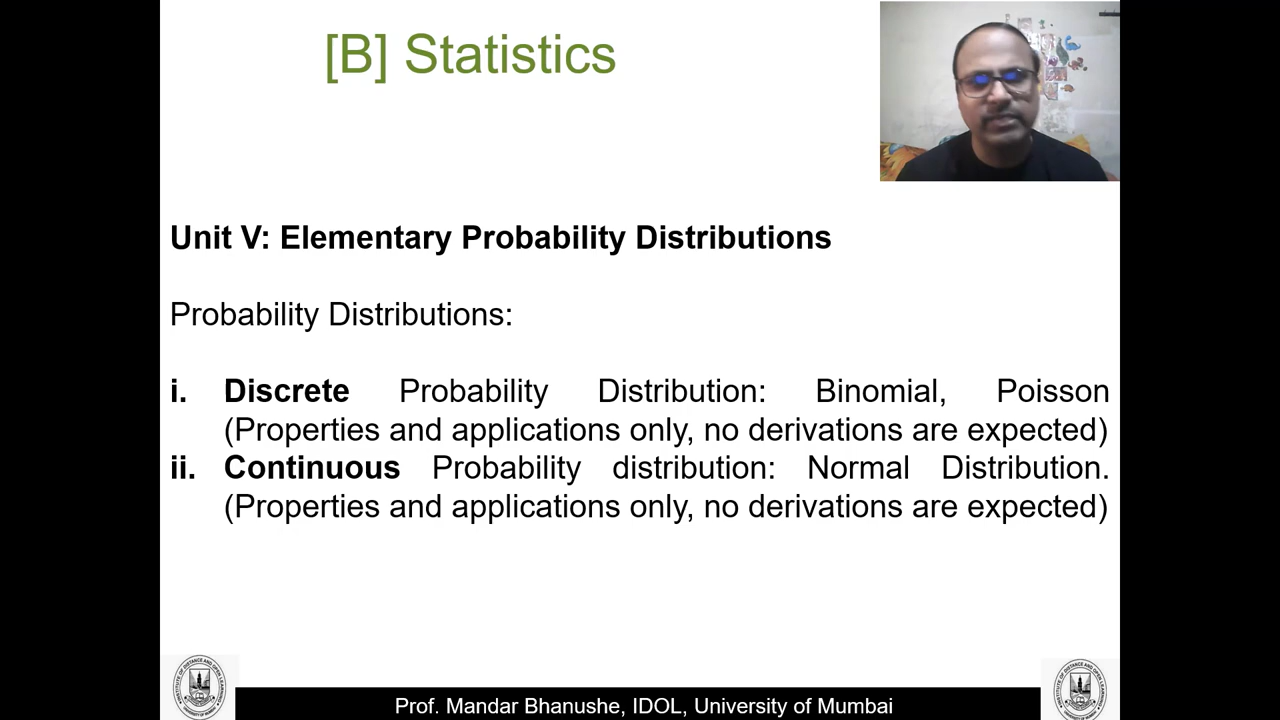 [B] Statistics
Unit V: Elementary Probability Distributions
Probability Distributions:
i. Discrete Probability Distribution: Binomial, Poisson
(Properties and applications only, no derivations are expected)
ii. Continuous Probability distribution: Normal Distribution.
(Properties and applications only, no derivations are expected)
Prof. Mandar Bhanushe, IDOL, University of Mumbai